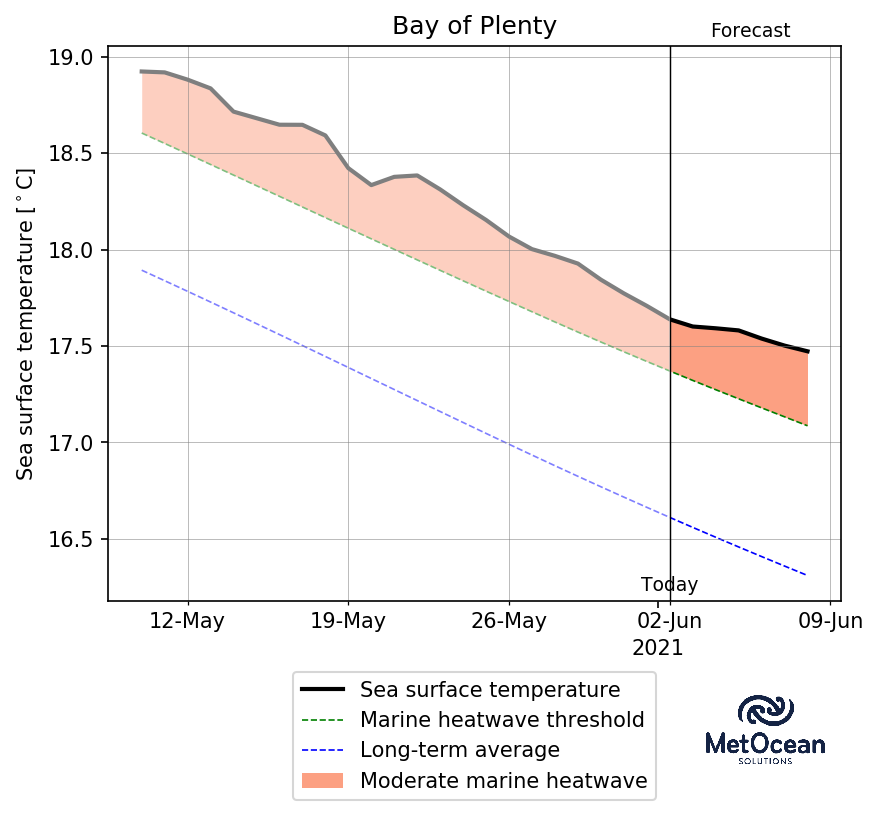 Bay of Plenty
Forecast
Sea surface temperature [°C]
19.0
18.5
18.0
17.5
17.0
16.5
Today
12-May
19-May
26-May
02-Jun
09-Jun
2021
Sea surface temperature
Marine heatwave threshold
Long-term average
Moderate marine heatwave
MetOcean
SOLUTIONS